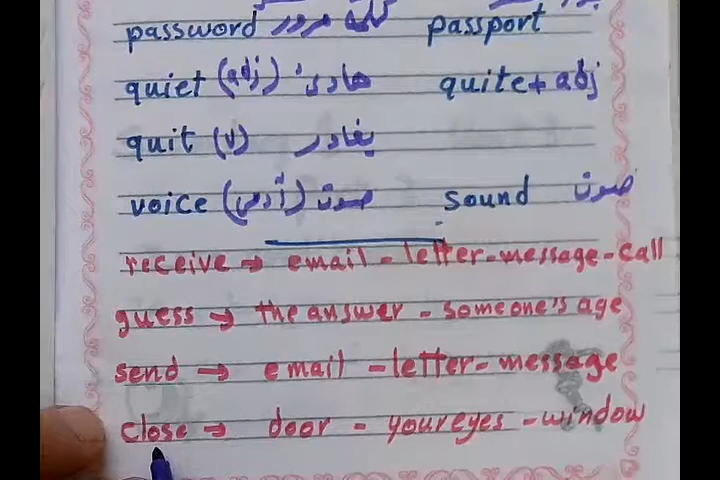 password كلمة مرور passport
quiet (adj) هادئ quite + adj
quit (v) يغادر
voice صوت (آدمى) sound صوت
receive → email - letter - message - call
guess → the answer - someone's age
send → email - letter - message
close → door - your eyes - window